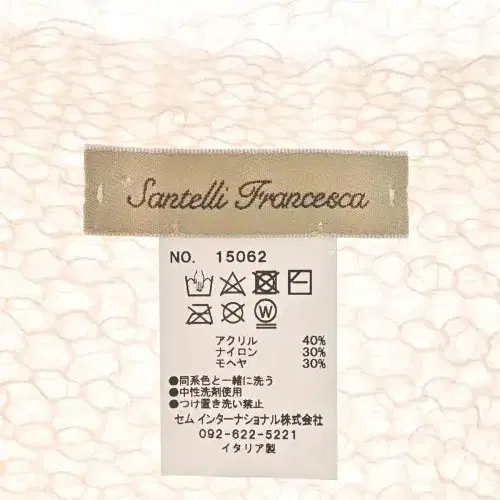 Santelli Francesca
NO. 15062
W
アクリル 40%
ナイロン 30%
モヘヤ 30%
●同系色と一緒に洗う
●中性洗剤使用
●つけ置き洗い禁止
セム インターナショナル株式会社
092-622-5221
イタリア製